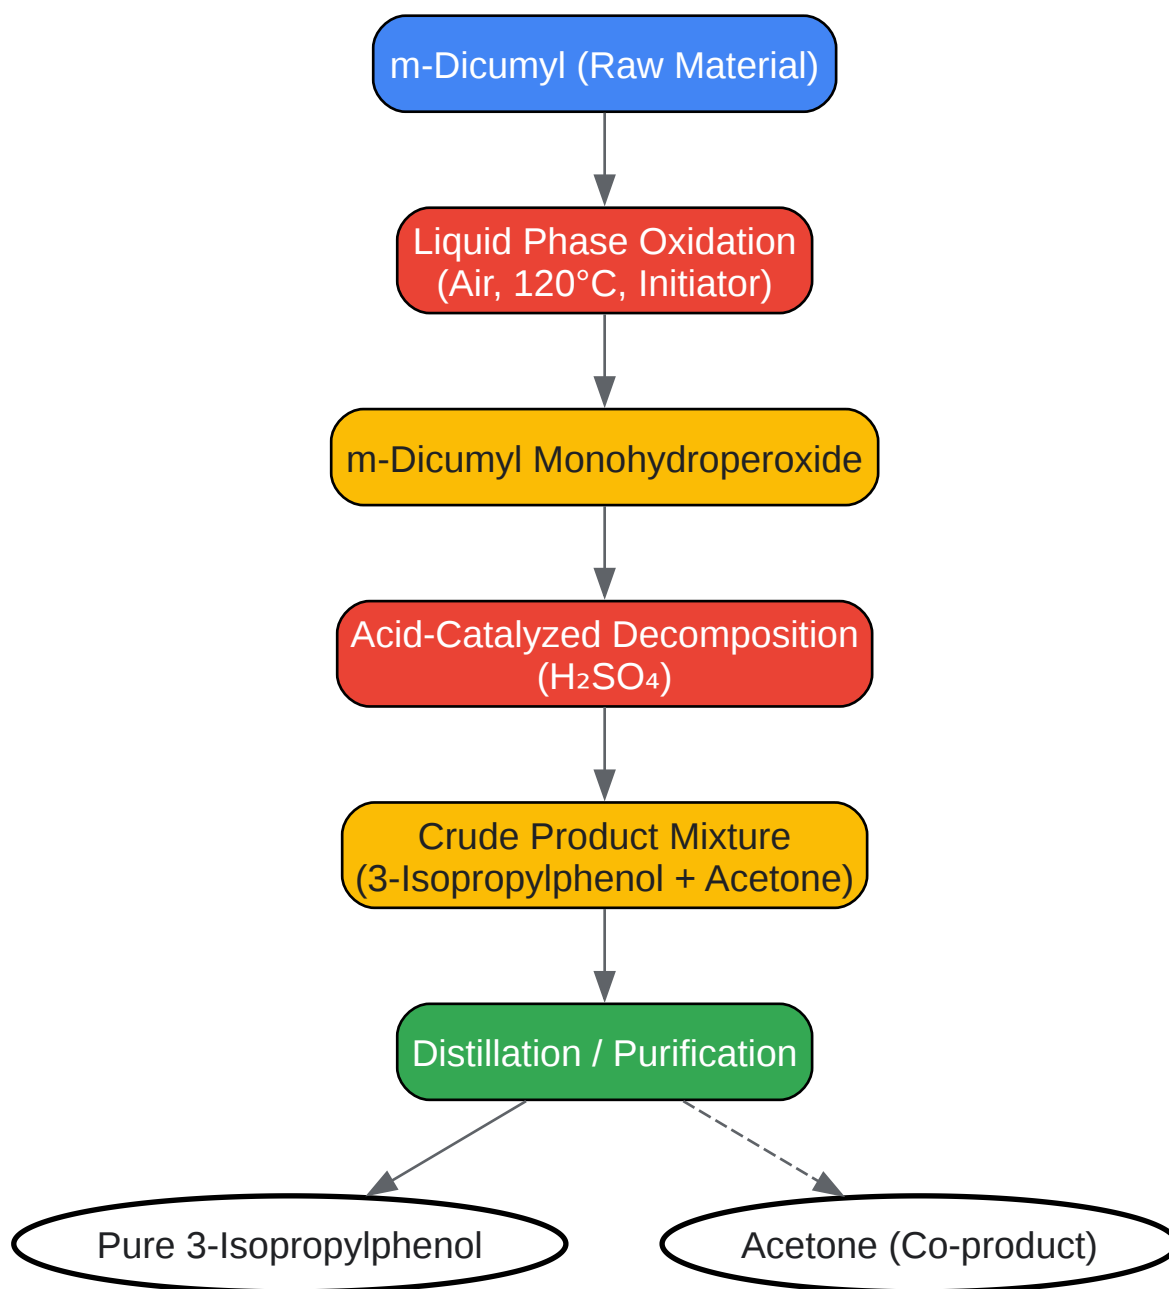 m-Dicumyl (Raw Material)
Liquid Phase Oxidation
(Air, 120°C, Initiator)
m-Dicumyl Monohydroperoxide
Acid-Catalyzed Decomposition
(H₂SO₄)
Crude Product Mixture
(3-Isopropylphenol + Acetone)
Distillation / Purification
Pure 3-Isopropylphenol
Acetone (Co-product)